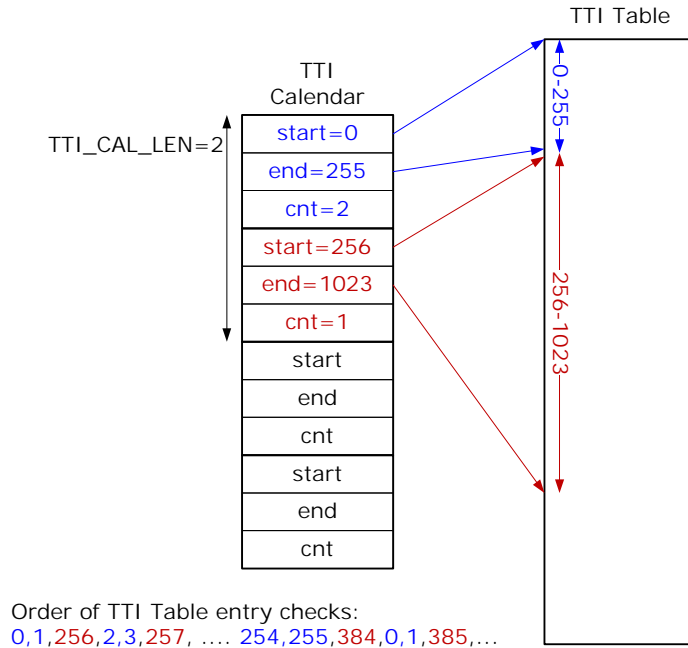 TTI Table
TTI
Calendar
TTI_CAL_LEN=2
start=0
end=255
cnt=2
start=256
end=1023
cnt=1
start
end
cnt
start
end
cnt
0-255
256-1023
Order of TTI Table entry checks:
0,1,256,2,3,257, .... 254,255,384,0,1,385,...